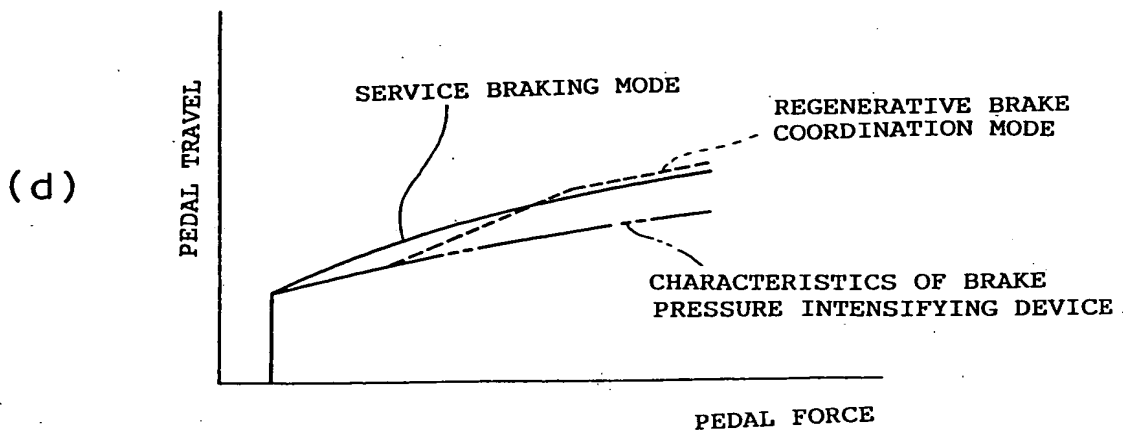 (d)
PEDAL TRAVEL
SERVICE BRAKING MODE
REGENERATIVE BRAKE
COORDINATION MODE
CHARACTERISTICS OF BRAKE
PRESSURE INTENSIFYING DEVICE
PEDAL FORCE